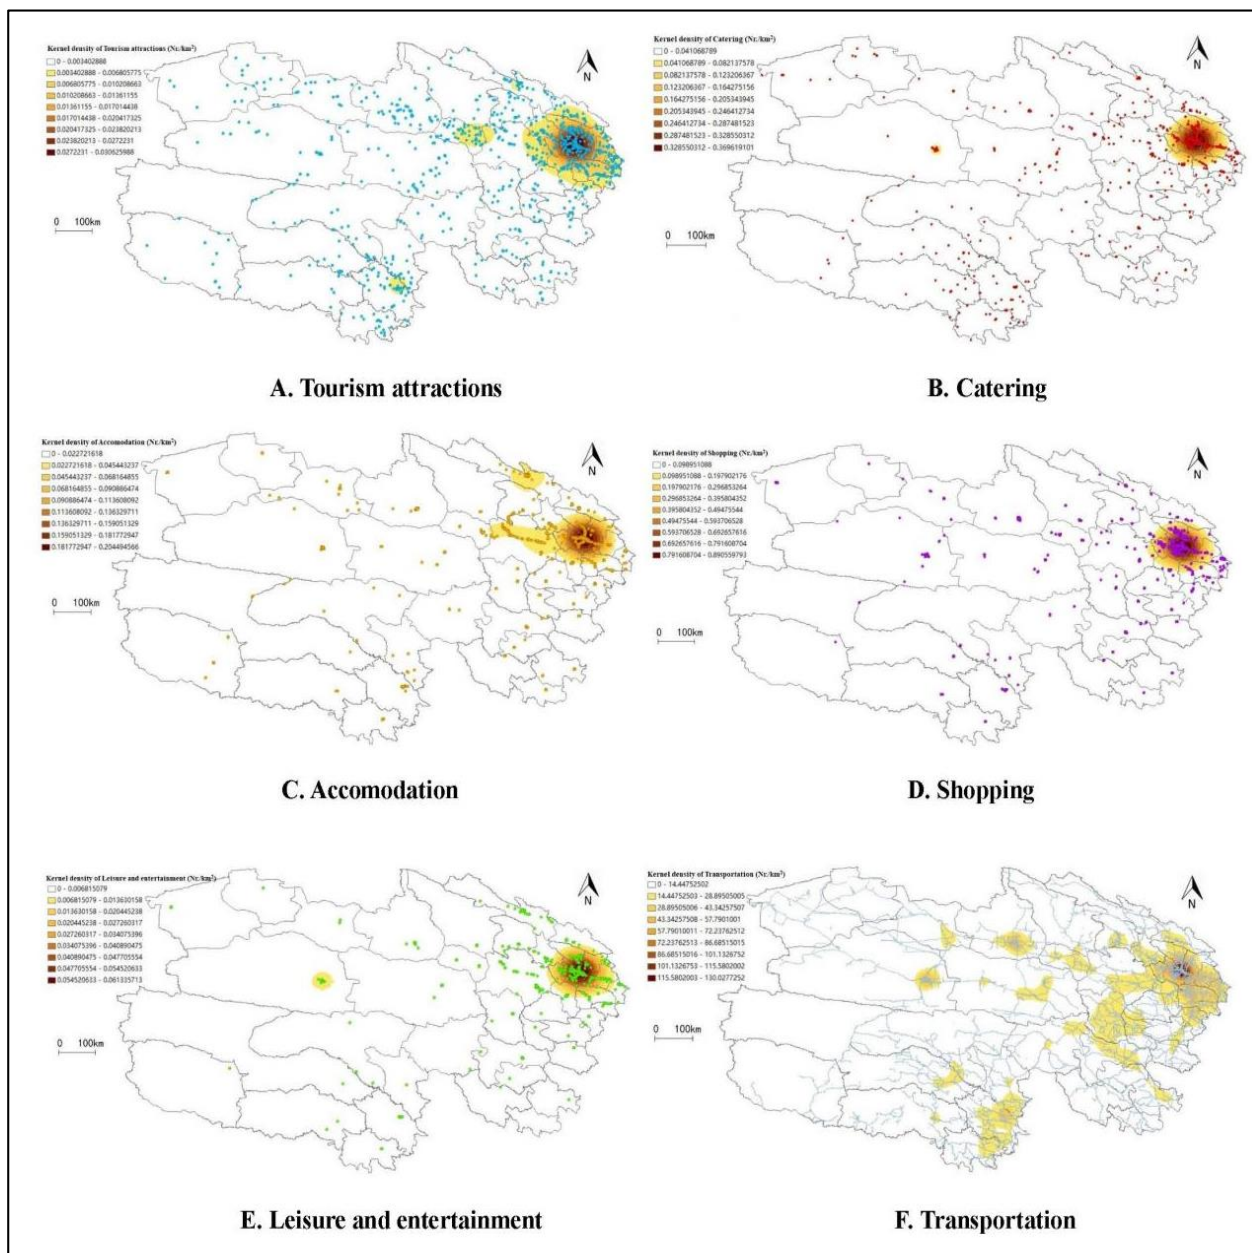 Kernel density of Tourism attractions (Nr./km²)
0 - 0.003402888
0.003402888 - 0.006805775
0.006805775 - 0.010208663
0.010208663 - 0.01361155
0.01361155 - 0.017014438
0.017014438 - 0.020417325
0.020417325 - 0.023820213
0.023820213 - 0.0272231
0.0272231 - 0.030625988
N
0 100km
A. Tourism attractions
Kernel density of Catering (Nr./km²)
0 - 0.041068789
0.041068789 - 0.082137578
0.082137578 - 0.123206367
0.123206367 - 0.164275156
0.164275156 - 0.205343945
0.205343945 - 0.246412734
0.246412734 - 0.287481523
0.287481523 - 0.328550312
0.328550312 - 0.369619101
N
0 100km
B. Catering
Kernel density of Accomodation (Nr./km²)
0 - 0.022721618
0.022721618 - 0.045443237
0.045443237 - 0.068164855
0.068164855 - 0.090886474
0.090886474 - 0.113608092
0.113608092 - 0.136329711
0.136329711 - 0.159051329
0.159051329 - 0.181772947
0.181772947 - 0.204494566
N
0 100km
C. Accomodation
Kernel density of Shopping (Nr./km²)
0 - 0.098951088
0.098951088 - 0.197902176
0.197902176 - 0.296853264
0.296853264 - 0.395804352
0.395804352 - 0.49475544
0.49475544 - 0.593706528
0.593706528 - 0.692657616
0.692657616 - 0.791608704
0.791608704 - 0.890559793
N
0 100km
D. Shopping
Kernel density of Leisure and entertainment (Nr./km²)
0 - 0.006815079
0.006815079 - 0.013630158
0.013630158 - 0.020445238
0.020445238 - 0.027260317
0.027260317 - 0.034075396
0.034075396 - 0.040890475
0.040890475 - 0.047705554
0.047705554 - 0.054520633
0.054520633 - 0.061335713
N
0 100km
E. Leisure and entertainment
Kernel density of Transportation (Nr./km²)
0 - 14.44752502
14.44752503 - 28.89505005
28.89505006 - 43.34257507
43.34257508 - 57.7901001
57.79010011 - 72.23762512
72.23762513 - 86.68515015
86.68515016 - 101.1326752
101.1326753 - 115.5802002
115.5802003 - 130.0277252
N
0 100km
F. Transportation